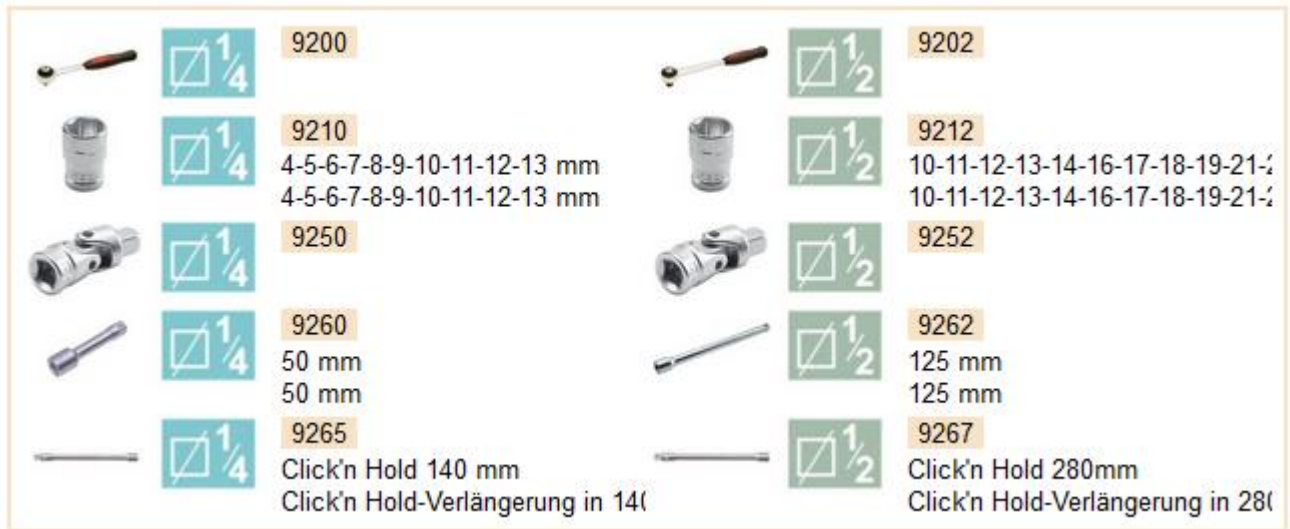 1/4 9200
1/4 9210
4-5-6-7-8-9-10-11-12-13 mm
4-5-6-7-8-9-10-11-12-13 mm
1/4 9250
1/4 9260
50 mm
50 mm
1/4 9265
Click'n Hold 140 mm
Click'n Hold-Verlängerung in
1/2 9202
1/2 9212
10-11-12-13-14-16-17-18-19-21-
10-11-12-13-14-16-17-18-19-21-
1/2 9252
1/2 9262
125 mm
125 mm
1/2 9267
Click'n Hold 280mm
Click'n Hold-Verlängerung in